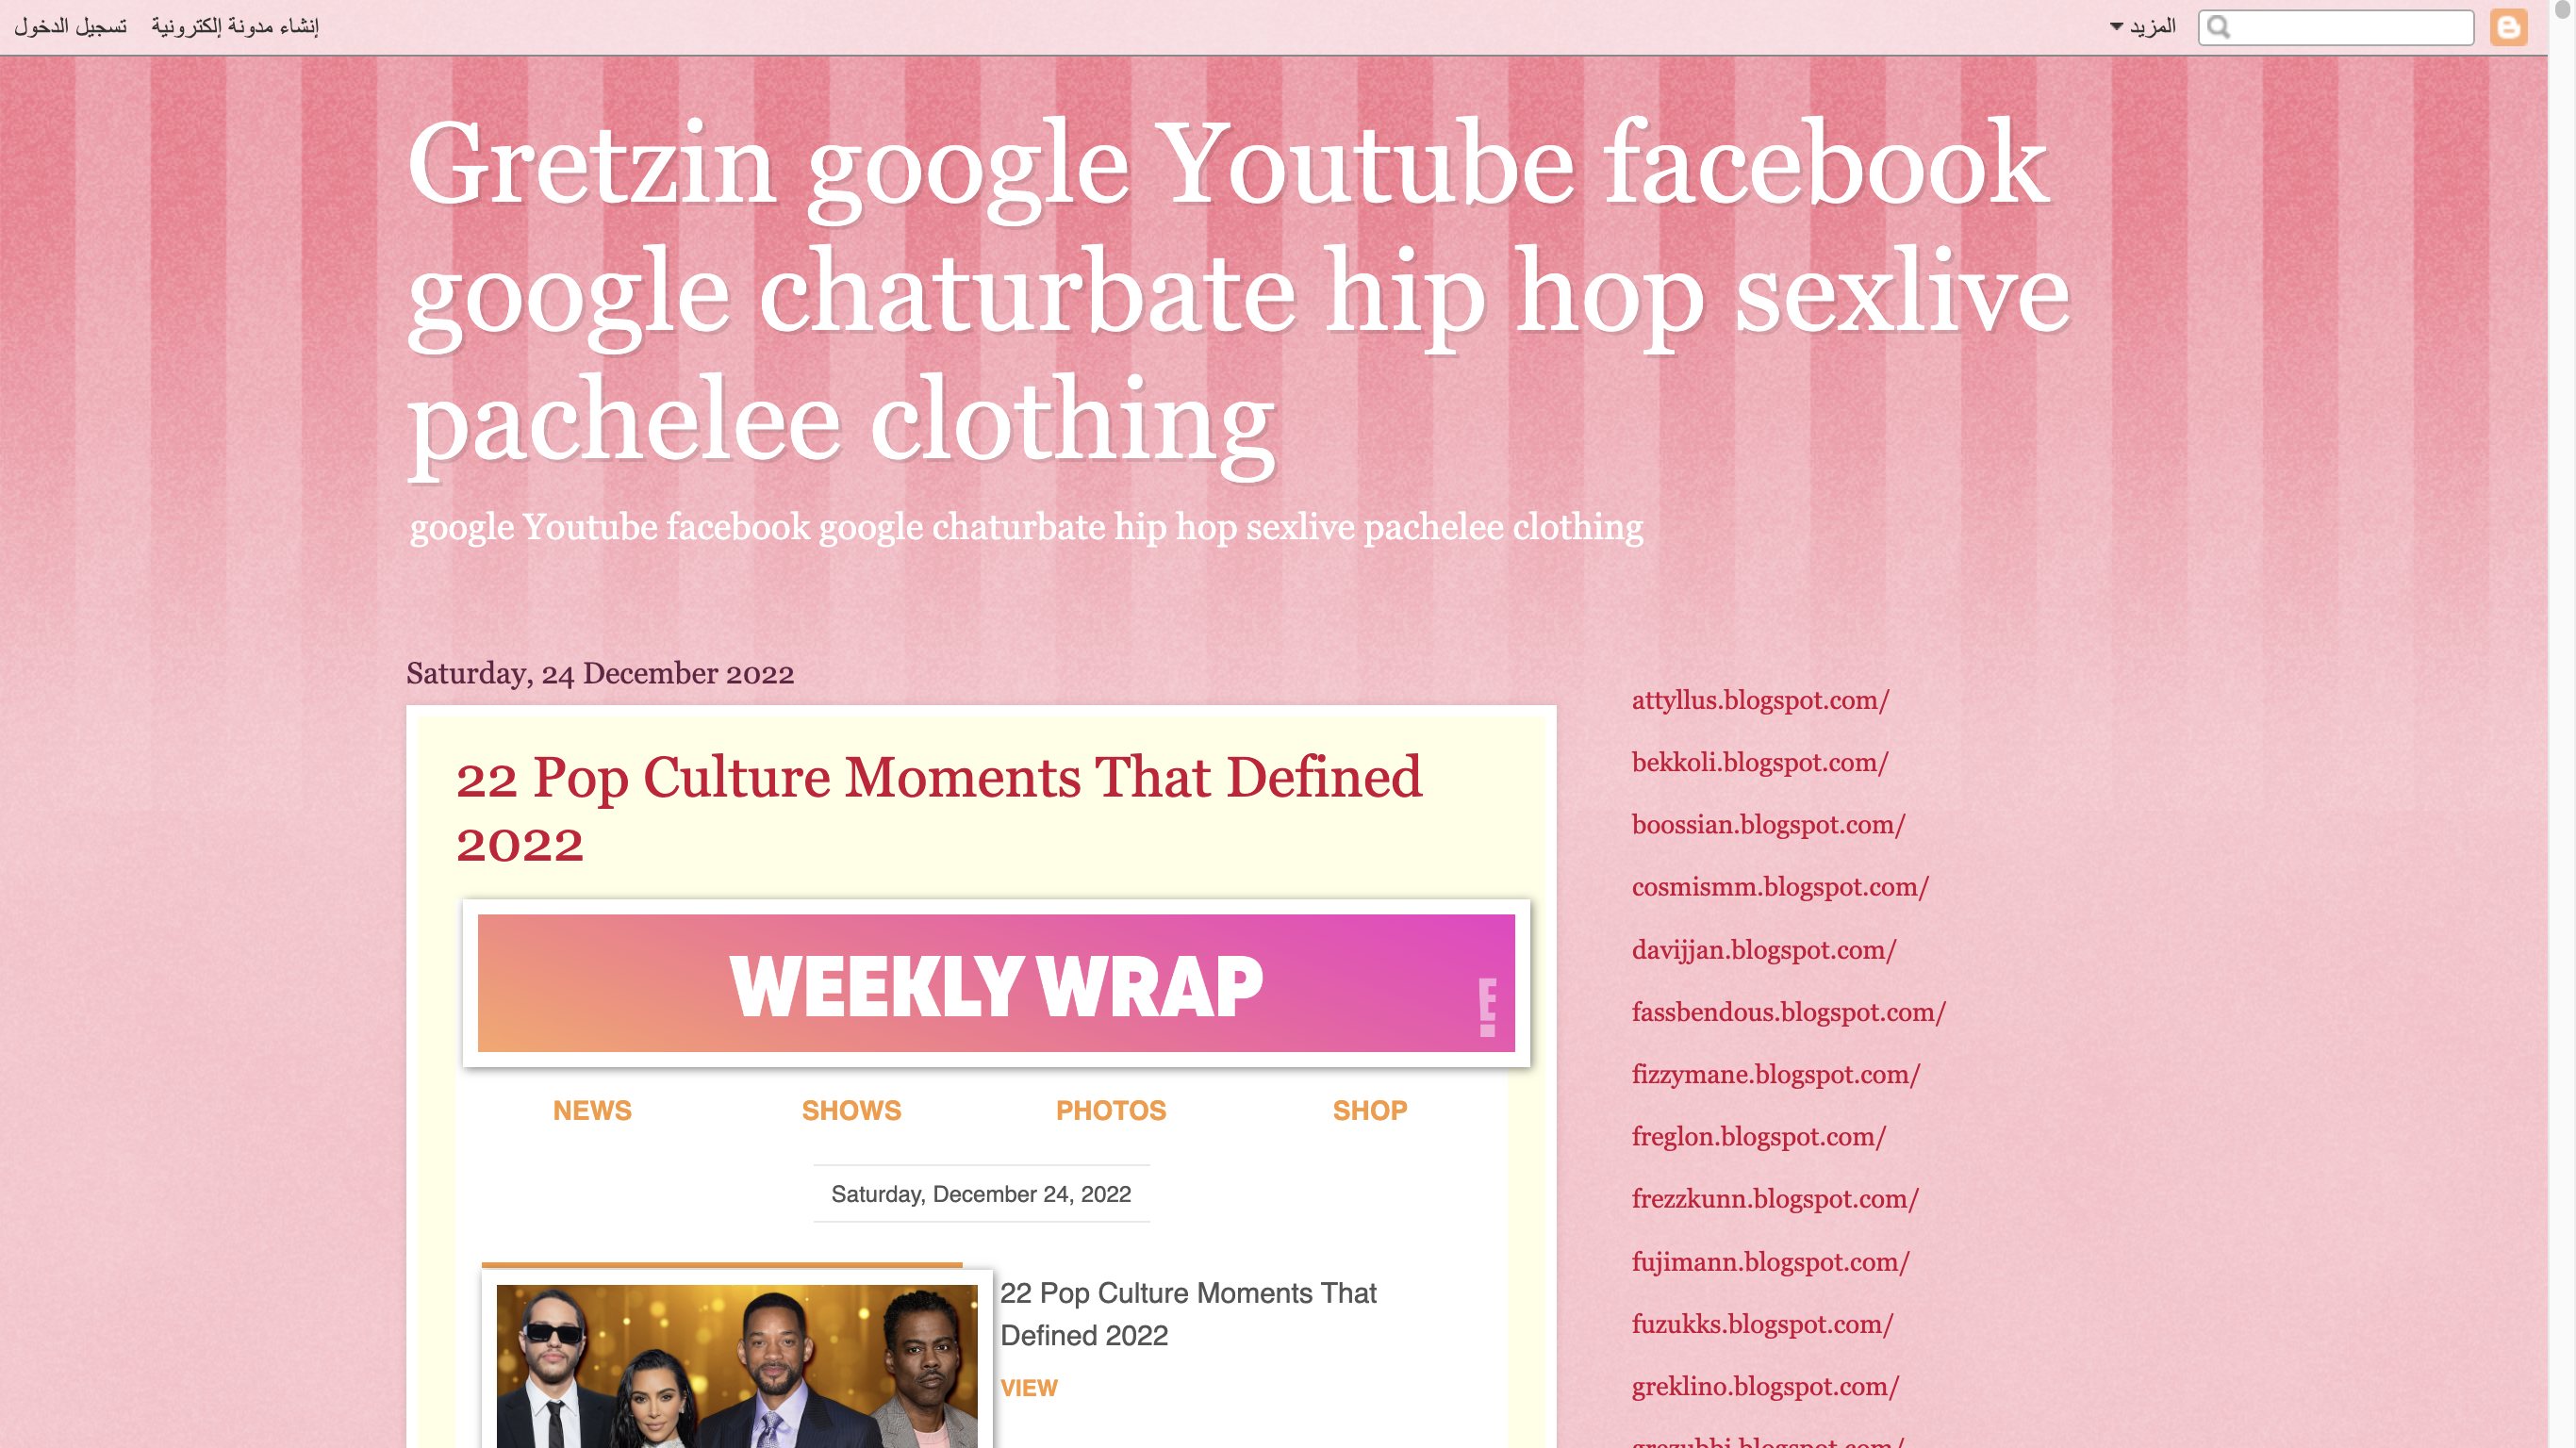 تسجيل الدخول
إنشاء مدونة إلكترونية
المزيد
Gretzin google Youtube facebook
google chaturbate hip hop sexlive
pachelee clothing
google Youtube facebook google chaturbate hip hop sexlive pachelee clothing
Saturday, 24 December 2022
22 Pop Culture Moments That Defined
2022
WEEKLY WRAP
E!
NEWS
SHOWS
PHOTOS
SHOP
Saturday, December 24, 2022
22 Pop Culture Moments That
Defined 2022
VIEW
attyllus.blogspot.com/
bekkoli.blogspot.com/
boossian.blogspot.com/
cosmismm.blogspot.com/
davijjan.blogspot.com/
fassbendous.blogspot.com/
fizzymane.blogspot.com/
freglon.blogspot.com/
frezzkunn.blogspot.com/
fujimann.blogspot.com/
fuzukks.blogspot.com/
greklino.blogspot.com/